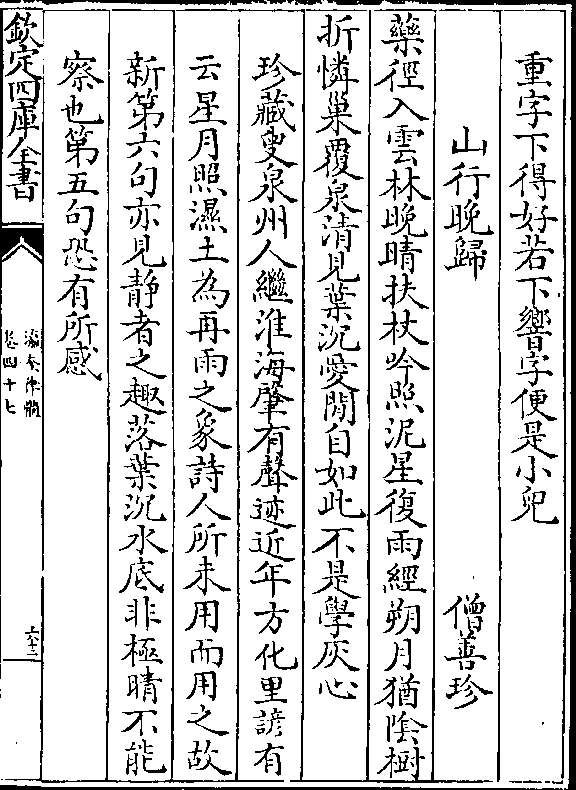 重字下得好若下響字便是小兒
山行晚歸 僧善珍
藥徑入雲林晚晴扶杖吟照泥星復雨經朔月猶陰樹
折憐巢覆泉清見葉沉愛閒自如此不是學灰心
珍藏叟泉州人繼淮海肇有聲迹近年方化里諺有
云星月照濕土為再雨之象詩人所未用而用之故
新第六句亦見靜者之趣落葉沉水底非極晴不能
察也第五句恐有所感
欽定四庫全書
瀛奎律髓
卷四十七
六十三